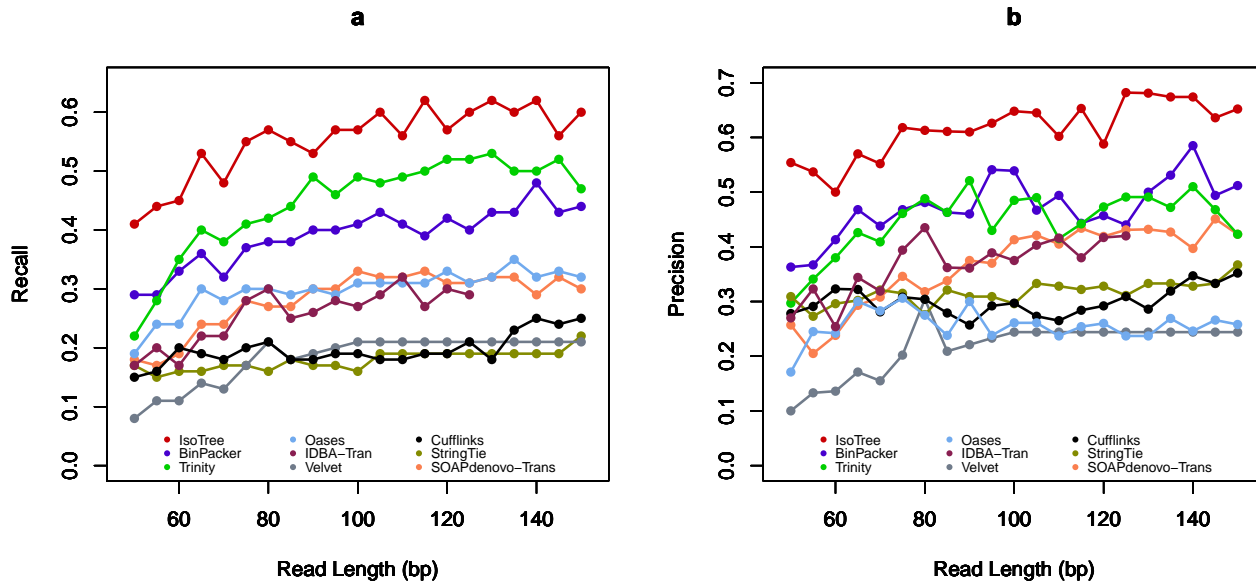 a
Recall
0.0 0.1 0.2 0.3 0.4 0.5 0.6
IsoTree Oases Cufflinks
BinPacker IDBA−Tran StringTie
Trinity Velvet SOAPdenovo−Trans
60 80 100 120 140
Read Length (bp)
b
Precision
0.1 0.2 0.3 0.4 0.5 0.6 0.7
IsoTree Oases Cufflinks
BinPacker IDBA−Tran StringTie
Trinity Velvet SOAPdenovo−Trans
60 80 100 120 140
Read Length (bp)